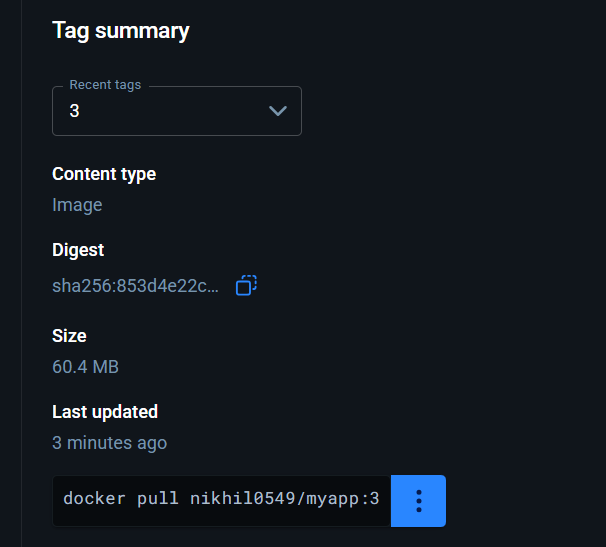 Tag summary
Recent tags
3
Content type
Image
Digest
sha256:853d4e22c...
Size
60.4 MB
Last updated
3 minutes ago
docker pull nikhil0549/myapp:3